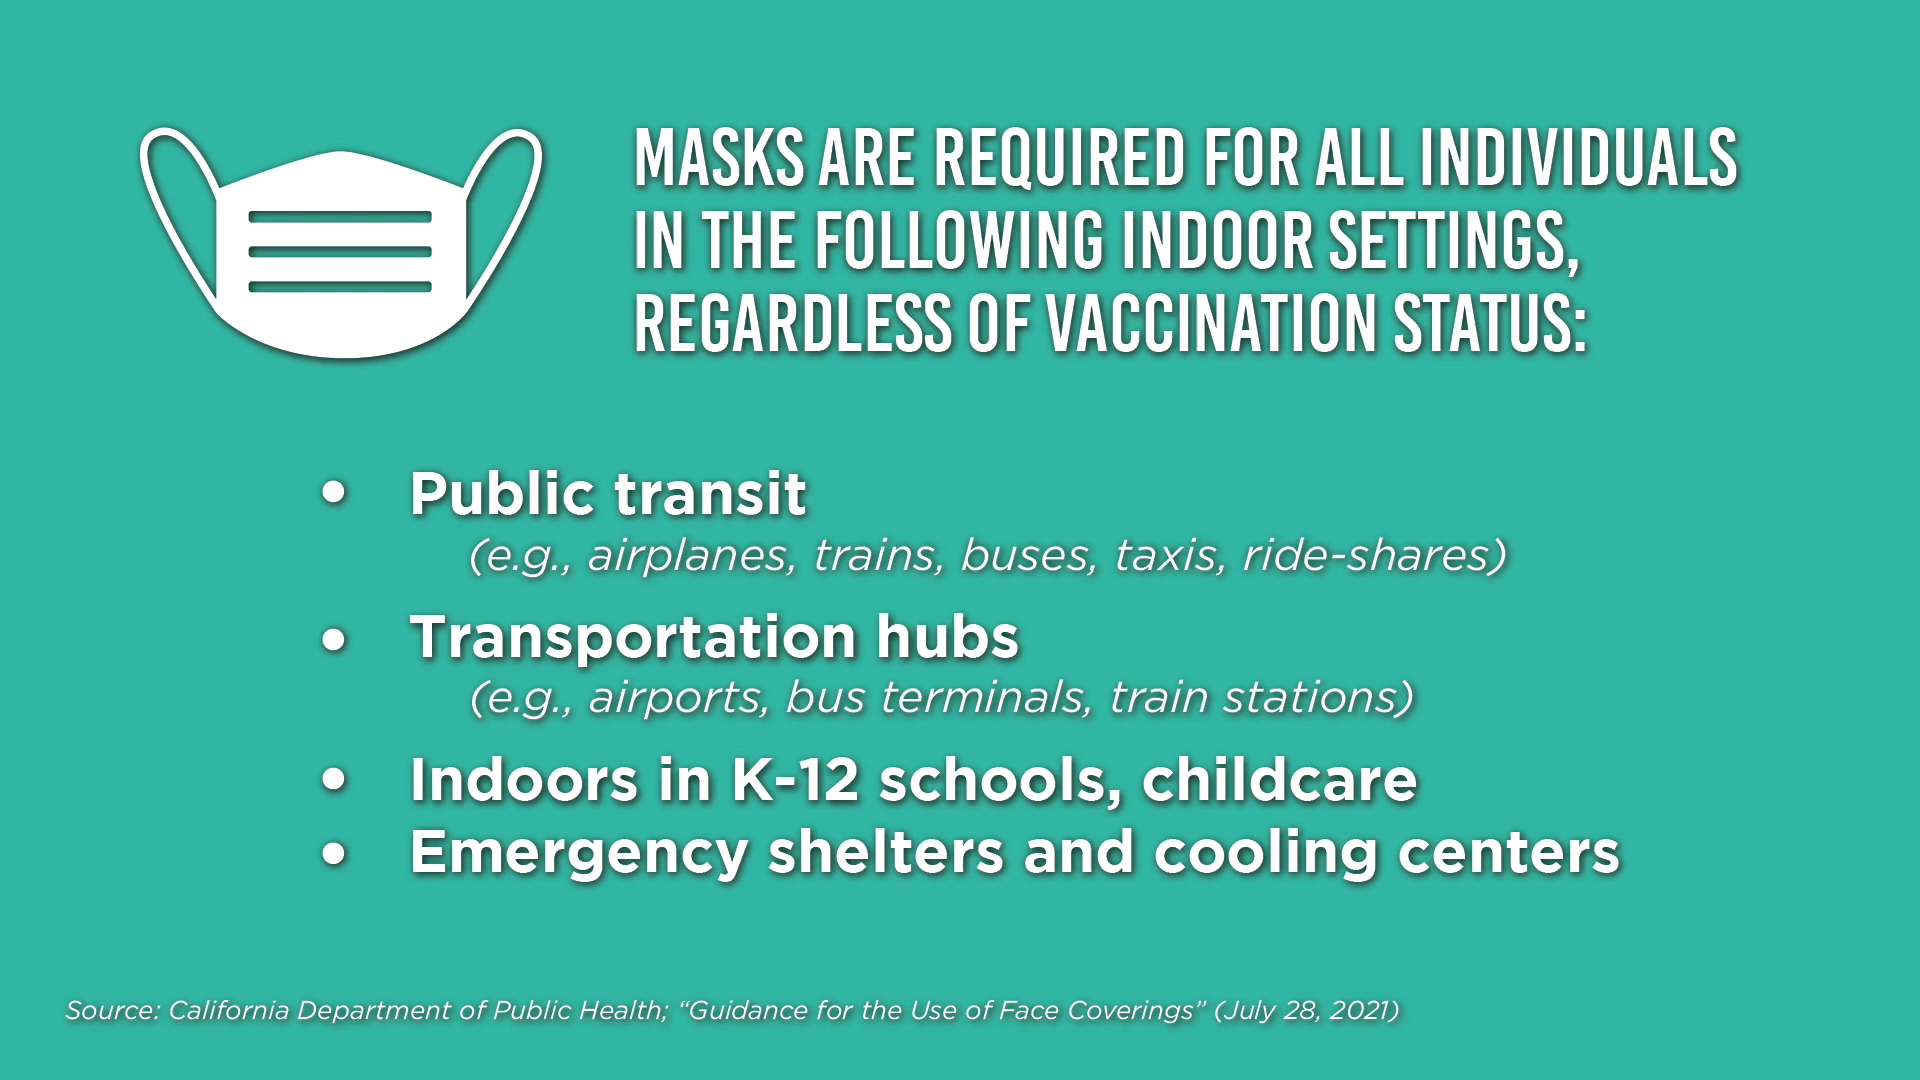 MASKS ARE REQUIRED FOR ALL INDIVIDUALS
IN THE FOLLOWING INDOOR SETTINGS,
REGARDLESS OF VACCINATION STATUS:
• Public transit
(e.g., airplanes, trains, buses, taxis, ride-shares)
• Transportation hubs
(e.g., airports, bus terminals, train stations)
• Indoors in K-12 schools, childcare
• Emergency shelters and cooling centers
Source: California Department of Public Health; “Guidance for the Use of Face Coverings” (July 28, 2021)